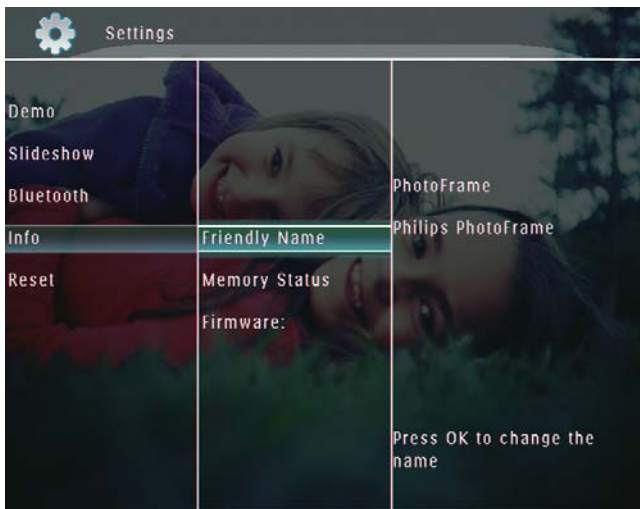 Settings
Demo
Slideshow
Bluetooth
Info
Reset
Friendly Name
Memory Status
Firmware:
PhotoFrame
Philips PhotoFrame
Press OK to change the
name